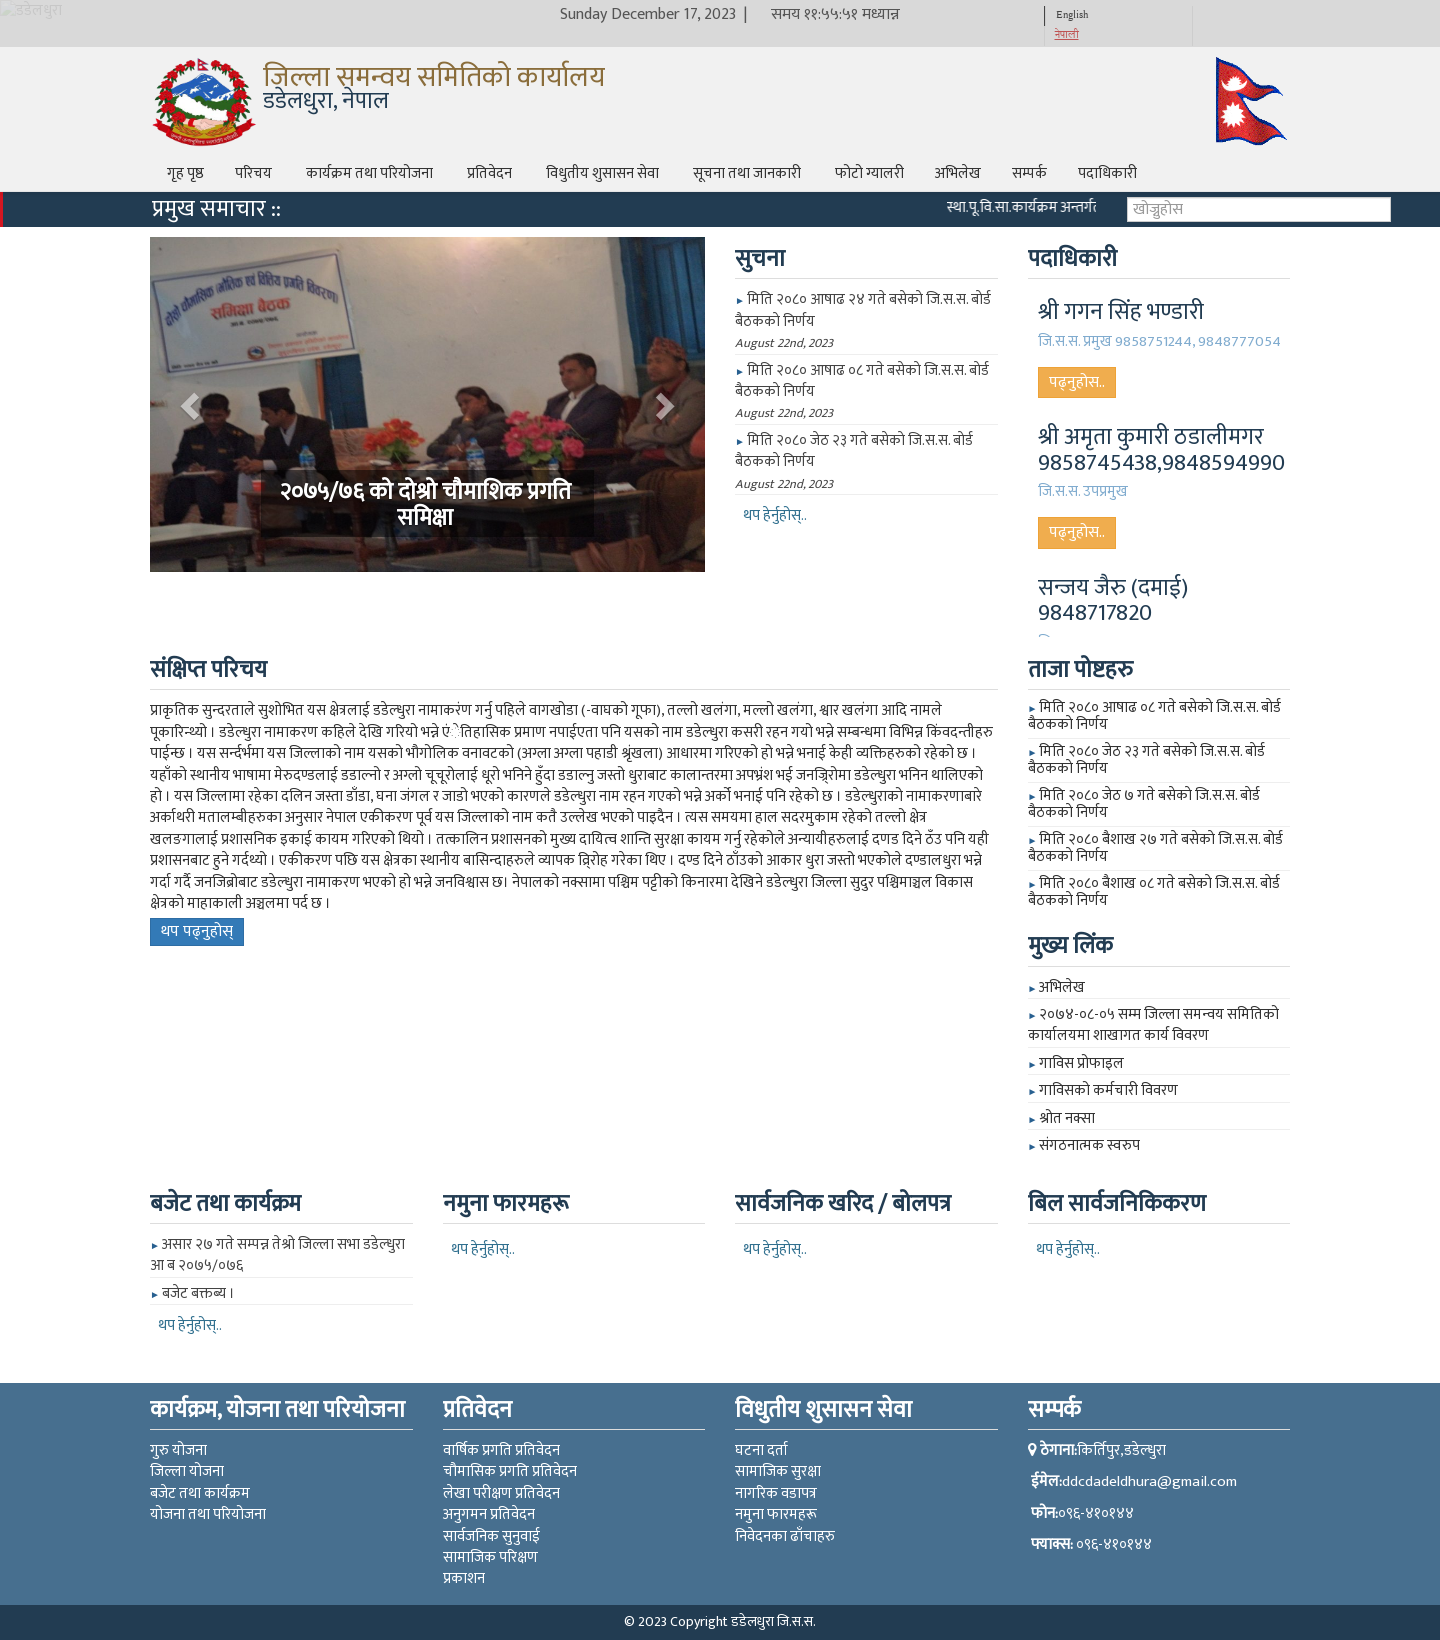 डडेलधुरा
Sunday December 17, 2023 | समय ११:५५:५१ मध्यान्न
English
नेपाली
जिल्ला समन्वय समितिको कार्यालय
डडेलधुरा, नेपाल
गृह पृष्ठ परिचय कार्यक्रम तथा परियोजना प्रतिवेदन विधुतीय शुसासन सेवा सूचना तथा जानकारी फोटो ग्यालरी अभिलेख सम्पर्क पदाधिकारी
प्रमुख समाचार :: स्था.पू.वि.सा.कार्यक्रम अन्तर्गत खोज्नुहोस
दोश्रो चौमासिक (भौतिक एवं वित्तिय प्रगति विवरण)
समिक्षा बैठक
२०७५/७६ को दोश्रो चौमाशिक प्रगति
समिक्षा
सुचना
► मिति २०८० आषाढ २४ गते बसेको जि.स.स. बोर्ड
बैठकको निर्णय
August 22nd, 2023
► मिति २०८० आषाढ ०८ गते बसेको जि.स.स. बोर्ड
बैठकको निर्णय
August 22nd, 2023
► मिति २०८० जेठ २३ गते बसेको जि.स.स. बोर्ड
बैठकको निर्णय
August 22nd, 2023
थप हेर्नुहोस्..
पदाधिकारी
श्री गगन सिंह भण्डारी
जि.स.स. प्रमुख 9858751244, 9848777054
पढ्नुहोस..
श्री अमृता कुमारी ठडालीमगर
9858745438,9848594990
जि.स.स. उपप्रमुख
पढ्नुहोस..
सन्जय जैरु (दमाई)
9848717820
संक्षिप्त परिचय
प्राकृतिक सुन्दरताले सुशोभित यस क्षेत्रलाई डडेल्धुरा नामाकरंण गर्नु पहिले वागखोडा (-वाघको गूफा), तल्लो खलंगा, मल्लो खलंगा, श्वार खलंगा आदि नामले
पूकारिन्थ्यो । डडेल्धुरा नामाकरण कहिले देखि गरियो भन्ने एंेतिहासिक प्रमाण नपाईएता पनि यसको नाम डडेल्धुरा कसरी रहन गयो भन्ने सम्बन्धमा विभिन्न किंवदन्तीहरु
पाईन्छ । यस सर्न्दर्भमा यस जिल्लाको नाम यसको भौगोलिक वनावटको (अग्ला अग्ला पहाडी श्रृंखला) आधारमा गरिएको हो भन्ने भनाई केही व्यक्तिहरुको रहेको छ ।
यहाँको स्थानीय भाषामा मेरुदण्डलाई डडाल्नो र अग्लो चूचूरोलाई धूरो भनिने हुँदा डडाल्नु जस्तो धुराबाट कालान्तरमा अपभ्रंश भई जनज्रिरोमा डडेल्धुरा भनिन थालिएको
हो । यस जिल्लामा रहेका दलिन जस्ता डाँडा, घना जंगल र जाडो भएको कारणले डडेल्धुरा नाम रहन गएको भन्ने अर्को भनाई पनि रहेको छ । डडेल्धुराको नामाकरणाबारे
अर्काथरी मतालम्बीहरुका अनुसार नेपाल एकीकरण पूर्व यस जिल्लाको नाम कतै उल्लेख भएको पाइदैन । त्यस समयमा हाल सदरमुकाम रहेको तल्लो क्षेत्र
खलङगालाई प्रशासनिक इकाई कायम गरिएको थियो । तत्कालिन प्रशासनको मुख्य दायित्व शान्ति सुरक्षा कायम गर्नु रहेकोले अन्यायीहरुलाई दण्ड दिने ठँउ पनि यही
प्रशासनबाट हुने गर्दथ्यो । एकीकरण पछि यस क्षेत्रका स्थानीय बासिन्दाहरुले व्यापक व्रिरोह गरेका थिए । दण्ड दिने ठाँउको आकार धुरा जस्तो भएकोले दण्डालधुरा भन्ने
गर्दा गर्दै जनजिब्रोबाट डडेल्धुरा नामाकरण भएको हो भन्ने जनविश्वास छ। नेपालको नक्सामा पश्चिम पट्टीको किनारमा देखिने डडेल्धुरा जिल्ला सुदुर पश्चिमाञ्चल विकास
क्षेत्रको माहाकाली अञ्चलमा पर्द छ ।
थप पढ्नुहोस्
ताजा पोष्टहरु
► मिति २०८० आषाढ ०८ गते बसेको जि.स.स. बोर्ड
बैठकको निर्णय
► मिति २०८० जेठ २३ गते बसेको जि.स.स. बोर्ड
बैठकको निर्णय
► मिति २०८० जेठ ७ गते बसेको जि.स.स. बोर्ड
बैठकको निर्णय
► मिति २०८० बैशाख २७ गते बसेको जि.स.स. बोर्ड
बैठकको निर्णय
► मिति २०८० बैशाख ०८ गते बसेको जि.स.स. बोर्ड
बैठकको निर्णय
मुख्य लिंक
► अभिलेख
► २०७४-०८-०५ सम्म जिल्ला समन्वय समितिको
कार्यालयमा शाखागत कार्य विवरण
► गाविस प्रोफाइल
► गाविसको कर्मचारी विवरण
► श्रोत नक्सा
► संगठनात्मक स्वरुप
बजेट तथा कार्यक्रम
► असार २७ गते सम्पन्न तेश्रो जिल्ला सभा डडेल्धुरा
आ ब २०७५/०७६
► बजेट बक्तब्य ।
थप हेर्नुहोस्..
नमुना फारमहरू
थप हेर्नुहोस्..
सार्वजनिक खरिद / बोलपत्र
थप हेर्नुहोस्..
बिल सार्वजनिकिकरण
थप हेर्नुहोस्..
कार्यक्रम, योजना तथा परियोजना
गुरु योजना
जिल्ला योजना
बजेट तथा कार्यक्रम
योजना तथा परियोजना
प्रतिवेदन
वार्षिक प्रगति प्रतिवेदन
चौमासिक प्रगति प्रतिवेदन
लेखा परीक्षण प्रतिवेदन
अनुगमन प्रतिवेदन
सार्वजनिक सुनुवाई
सामाजिक परिक्षण
प्रकाशन
विधुतीय शुसासन सेवा
घटना दर्ता
सामाजिक सुरक्षा
नागरिक वडापत्र
नमुना फारमहरू
निवेदनका ढाँचाहरु
सम्पर्क
ठेगाना:किर्तिपुर,डडेल्धुरा
ईमेल:ddcdadeldhura@gmail.com
फोन:०९६-४१०१४४
फ्याक्स: ०९६-४१०१४४
© 2023 Copyright डडेलधुरा जि.स.स.